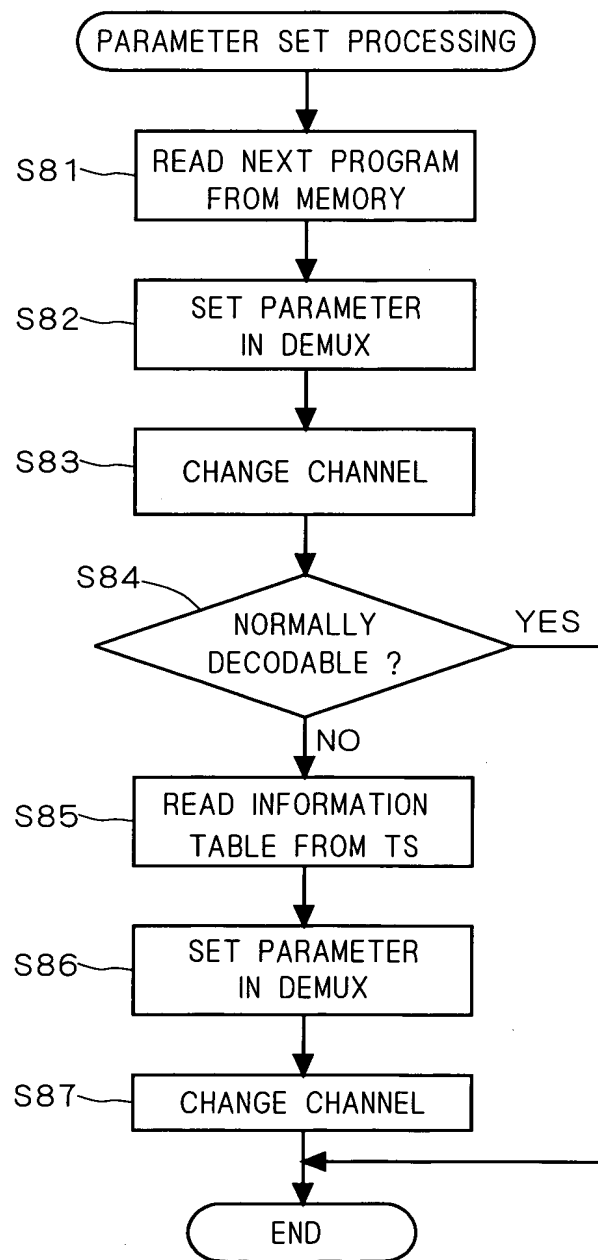 PARAMETER SET PROCESSING
S81
READ NEXT PROGRAM
FROM MEMORY
S82
SET PARAMETER
IN DEMUX
S83
CHANGE CHANNEL
S84
NORMALLY
DECODABLE ?
YES
NO
S85
READ INFORMATION
TABLE FROM TS
S86
SET PARAMETER
IN DEMUX
S87
CHANGE CHANNEL
END